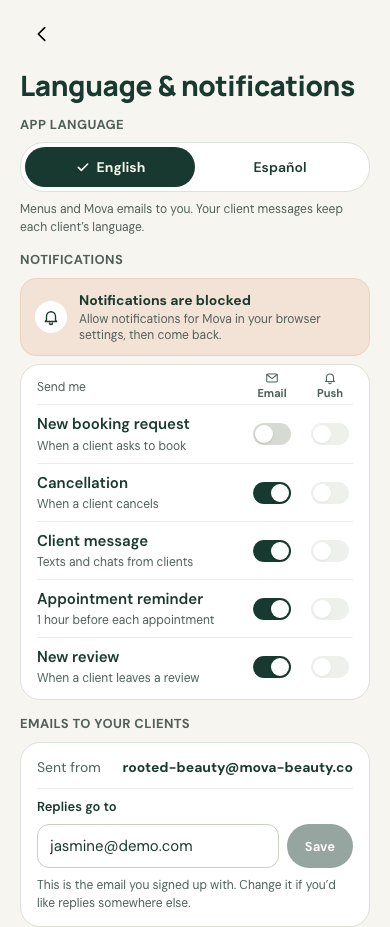 Language & notifications
APP LANGUAGE
English
Español
Menus and Mova emails to you. Your client messages keep
each client’s language.
NOTIFICATIONS
Notifications are blocked
Allow notifications for Mova in your browser
settings, then come back.
Send me
Email
Push
New booking request
When a client asks to book
Cancellation
When a client cancels
Client message
Texts and chats from clients
Appointment reminder
1 hour before each appointment
New review
When a client leaves a review
EMAILS TO YOUR CLIENTS
Sent from
rooted-beauty@mova-beauty.co
Replies go to
jasmine@demo.com
Save
This is the email you signed up with. Change it if you’d
like replies somewhere else.